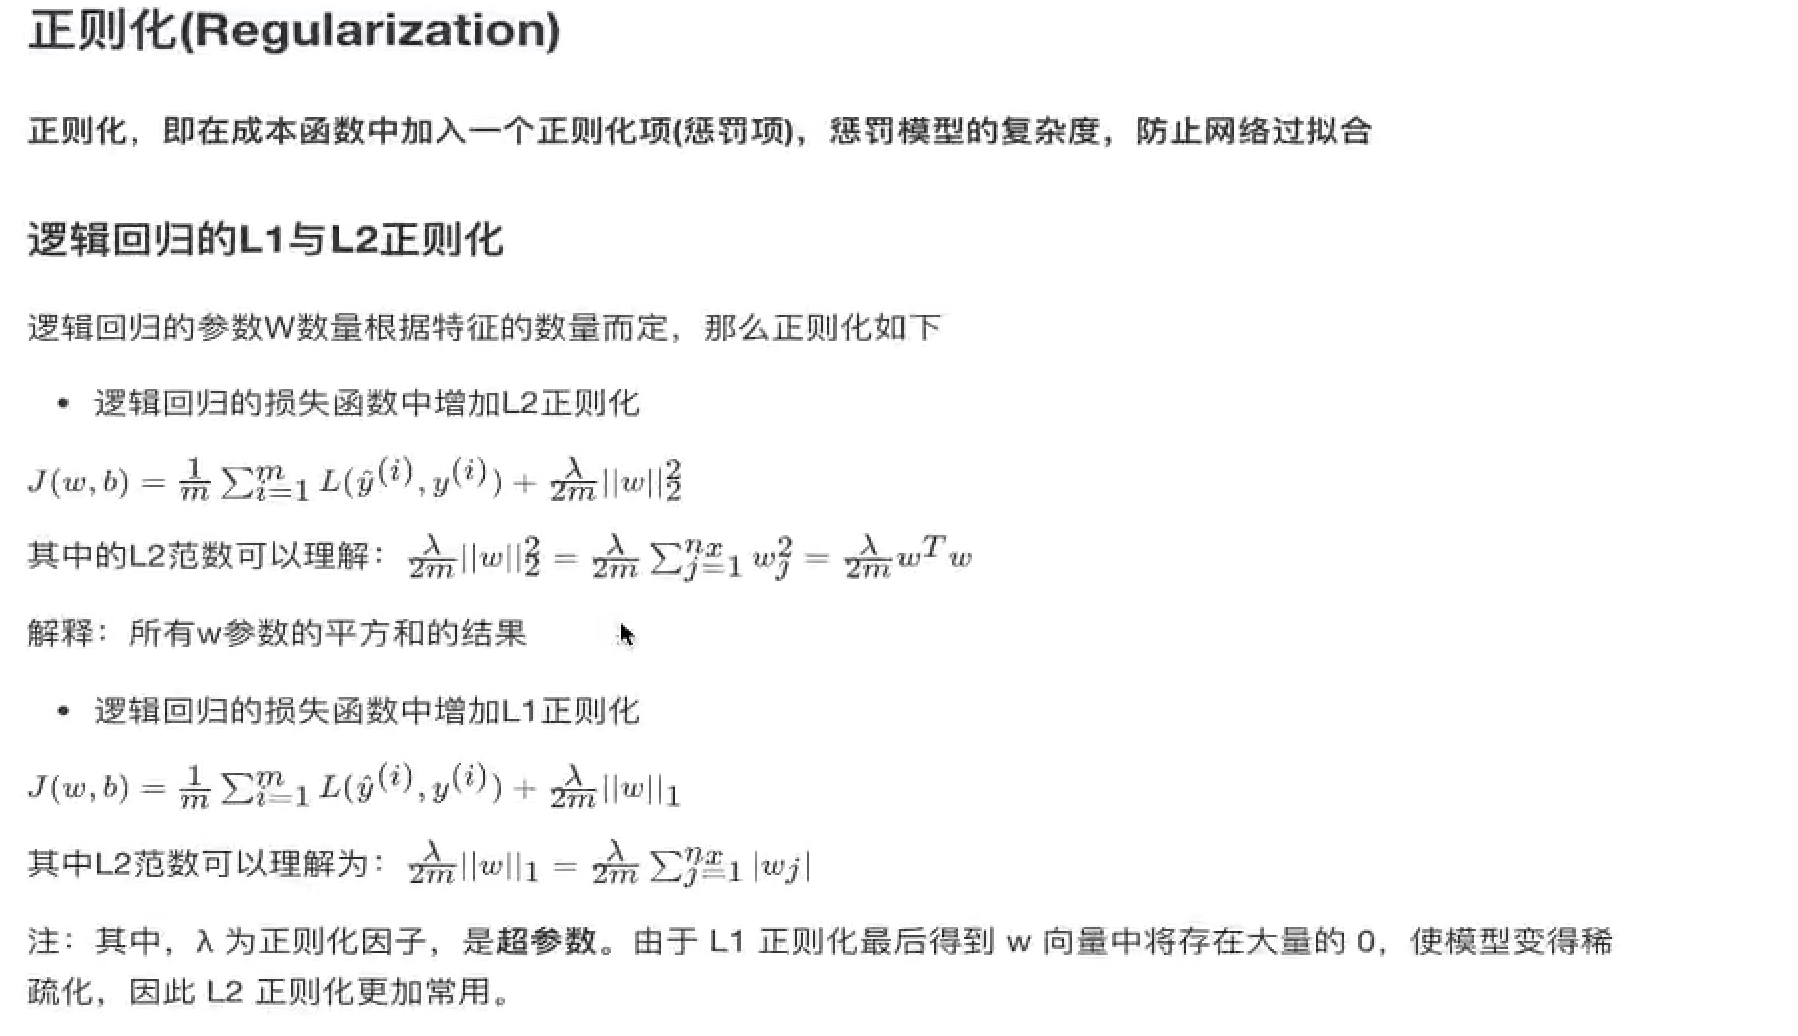 正则化(Regularization)
正则化，即在成本函数中加入一个正则化项(惩罚项)，惩罚模型的复杂度，防止网络过拟合
逻辑回归的L1与L2正则化
逻辑回归的参数W数量根据特征的数量而定，那么正则化如下
• 逻辑回归的损失函数中增加L2正则化
$J(w,b) = \frac{1}{m} \sum_{i=1}^{m} L(\hat{y}^{(i)}, y^{(i)}) + \frac{\lambda}{2m} ||w||_2^2$
其中的L2范数可以理解：$\frac{\lambda}{2m} ||w||_2^2 = \frac{\lambda}{2m} \sum_{j=1}^{n_x} w_j^2 = \frac{\lambda}{2m} w^T w$
解释：所有w参数的平方和的结果
• 逻辑回归的损失函数中增加L1正则化
$J(w,b) = \frac{1}{m} \sum_{i=1}^{m} L(\hat{y}^{(i)}, y^{(i)}) + \frac{\lambda}{2m} ||w||_1$
其中L2范数可以理解为：$\frac{\lambda}{2m} ||w||_1 = \frac{\lambda}{2m} \sum_{j=1}^{n_x} |w_j|$
注：其中，λ 为正则化因子，是超参数。由于 L1 正则化最后得到 w 向量中将存在大量的 0，使模型变得稀
疏化，因此 L2 正则化更加常用。